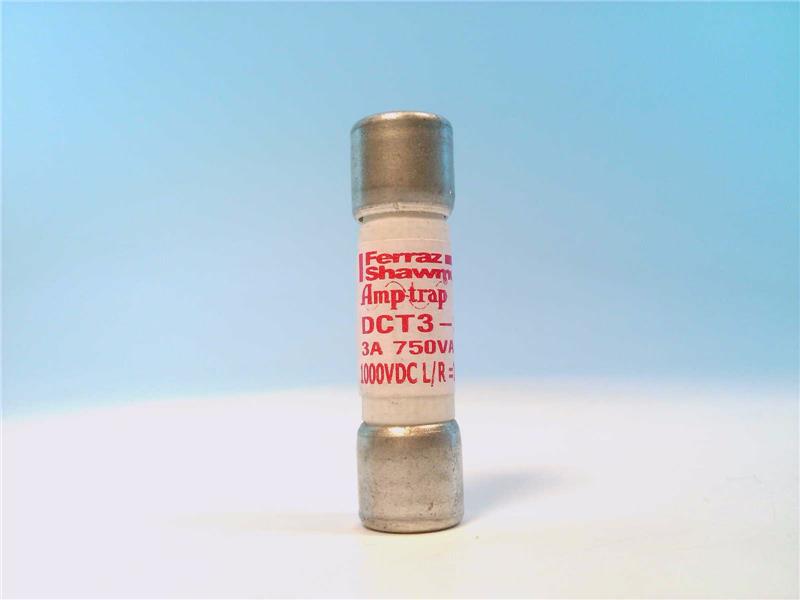 Ferraz
Shawm
Amp-trap
DCT3-
3A 750VA
1000VDC L/R =